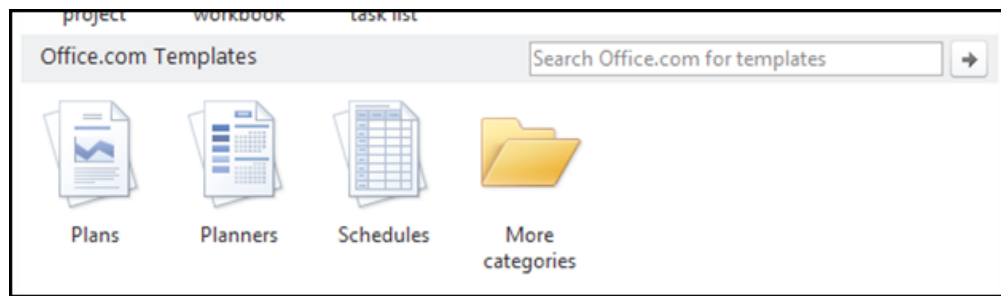 project workbook task list
Office.com Templates Search Office.com for templates
Plans Planners Schedules More
categories